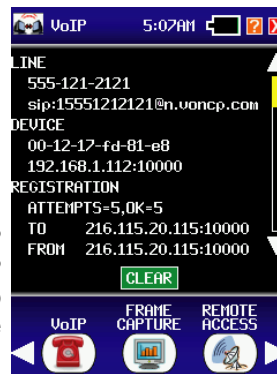 VoIP 5:07AM ? X
LINE
555-121-2121
sip:15551212121@n.voncp.com
DEVICE
00-12-17-fd-81-e8
192.168.1.112:10000
REGISTRATION
ATTEMPTS=5,OK=5
TO 216.115.20.115:10000
FROM 216.115.20.115:10000
CLEAR
VoIP FRAME CAPTURE REMOTE ACCESS